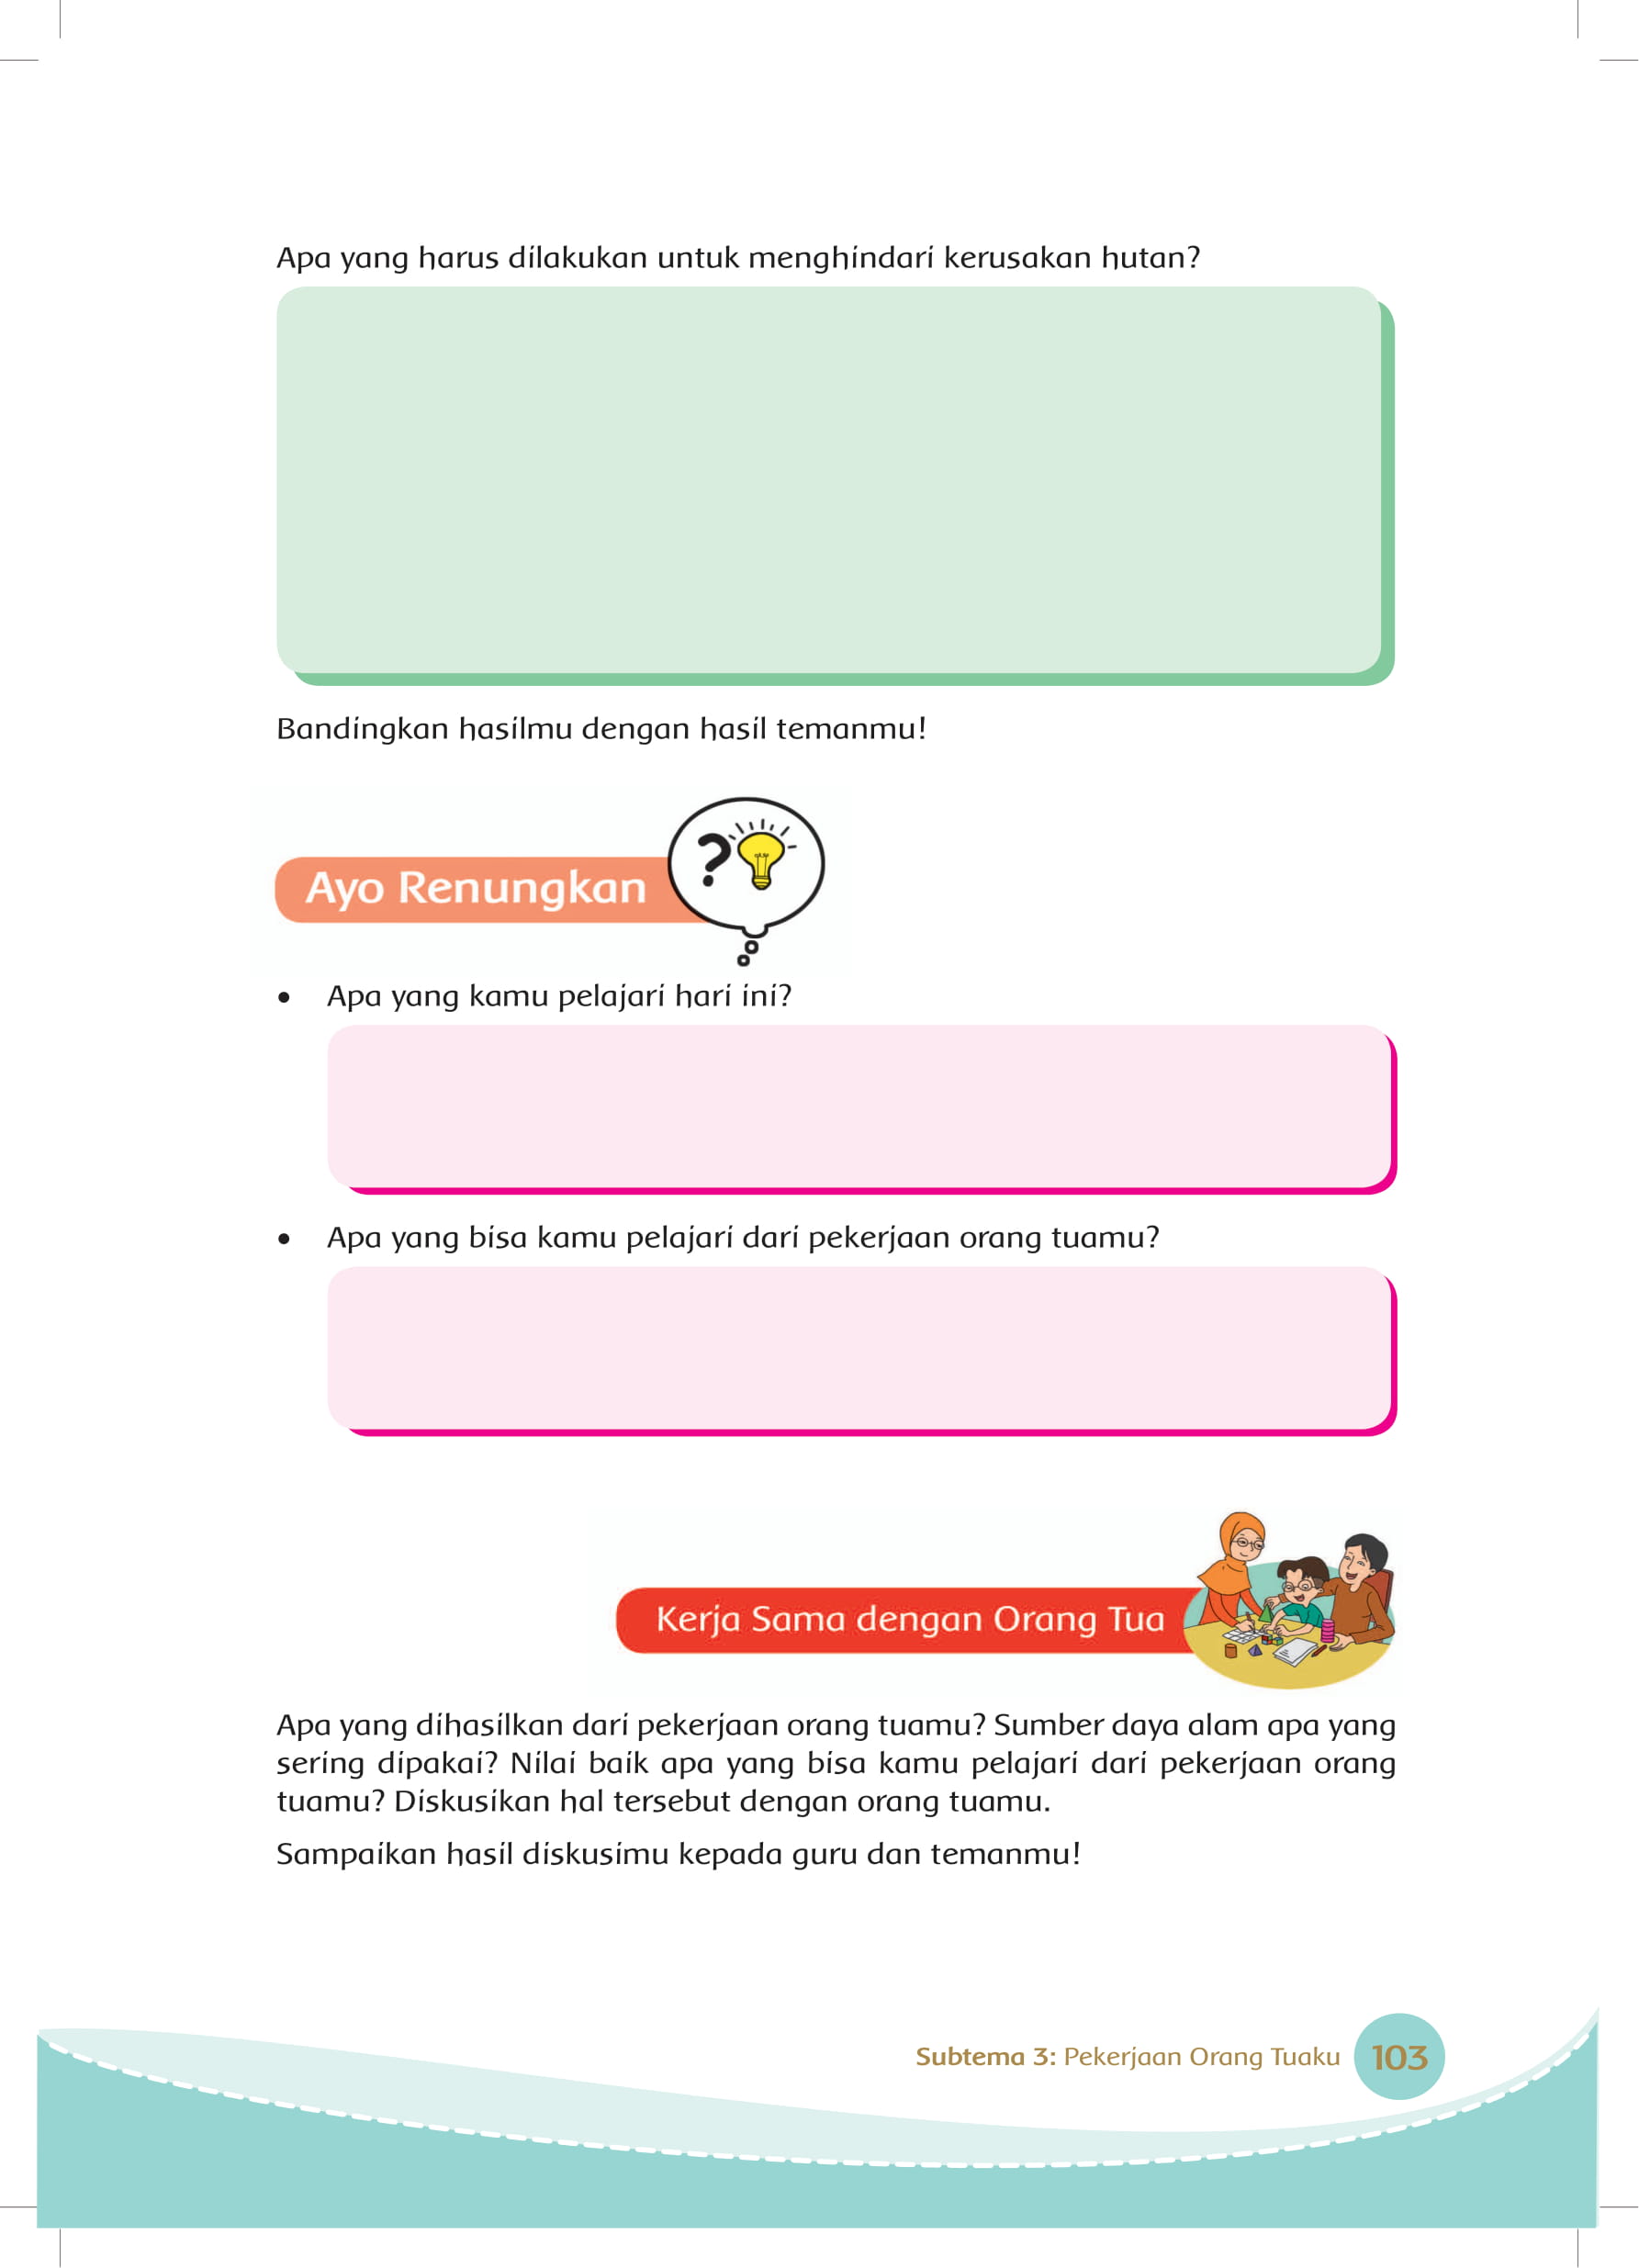 Apa yang harus dilakukan untuk menghindari kerusakan hutan?
Bandingkan hasilmu dengan hasil temanmu!
Ayo Renungkan
?
• Apa yang kamu pelajari hari ini?
• Apa yang bisa kamu pelajari dari pekerjaan orang tuamu?
Kerja Sama dengan Orang Tua
Apa yang dihasilkan dari pekerjaan orang tuamu? Sumber daya alam apa yang
sering dipakai? Nilai baik apa yang bisa kamu pelajari dari pekerjaan orang
tuamu? Diskusikan hal tersebut dengan orang tuamu.
Sampaikan hasil diskusimu kepada guru dan temanmu!
Subtema 3: Pekerjaan Orang Tuaku 103